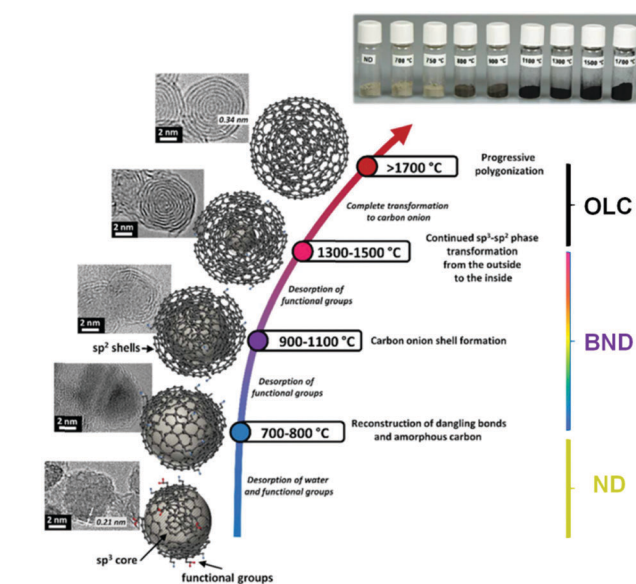 ND
700 °C
750 °C
900 °C
1100 °C
1300 °C
1500 °C
1700 °C
2 nm
0.34 nm
>1700 °C
Progressive
polygonization
Complete transformation
to carbon onion
OLC
2 nm
1300-1500 °C
Continued sp³-sp² phase
transformation
from the outside
to the inside
Desorption of
functional groups
2 nm
sp² shells
900-1100 °C
Carbon onion shell formation
BND
Desorption of
functional groups
2 nm
700-800 °C
Reconstruction of dangling bonds
and amorphous carbon
Desorption of water
and functional groups
ND
2 nm
0.21 nm
sp³ core
functional groups